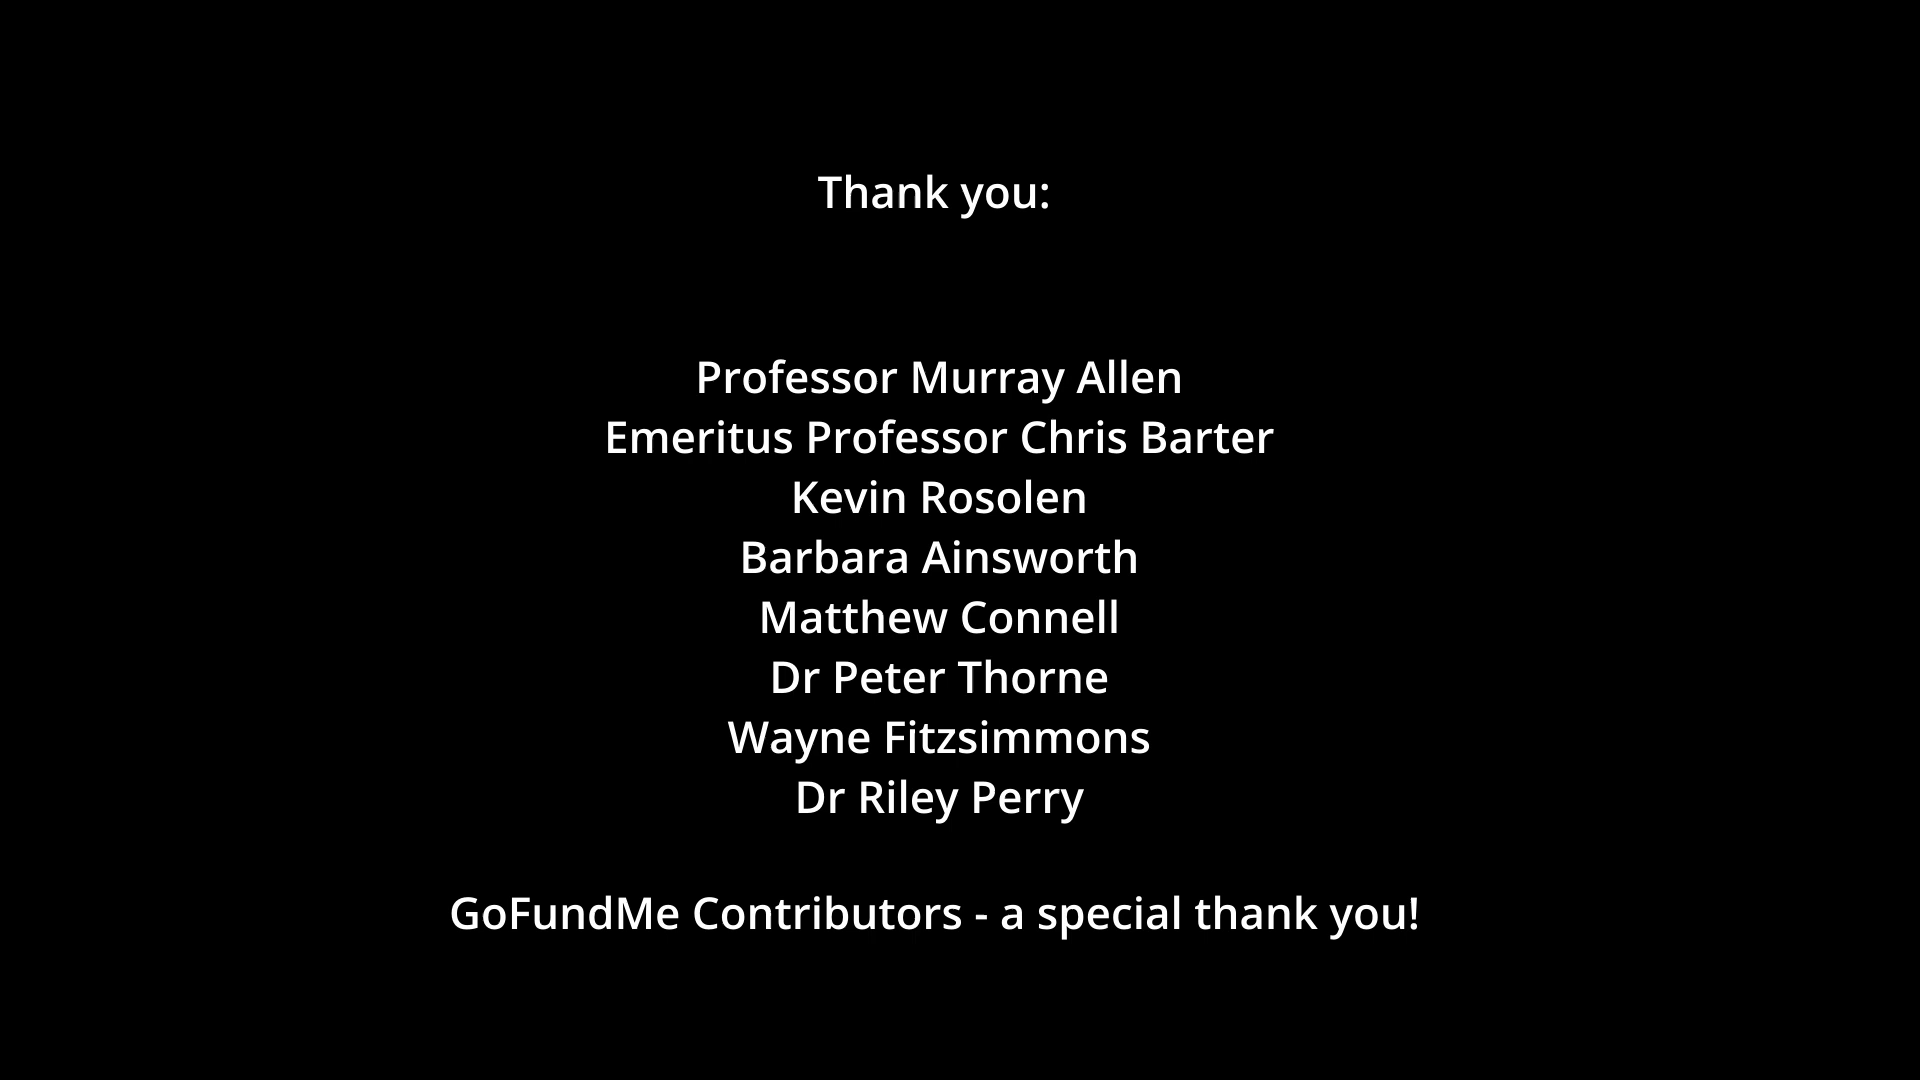 Thank you:
Professor Murray Allen
Emeritus Professor Chris Barter
Kevin Rosolen
Barbara Ainsworth
Matthew Connell
Dr Peter Thorne
Wayne Fitzsimmons
Dr Riley Perry
GoFundMe Contributors - a special thank you!